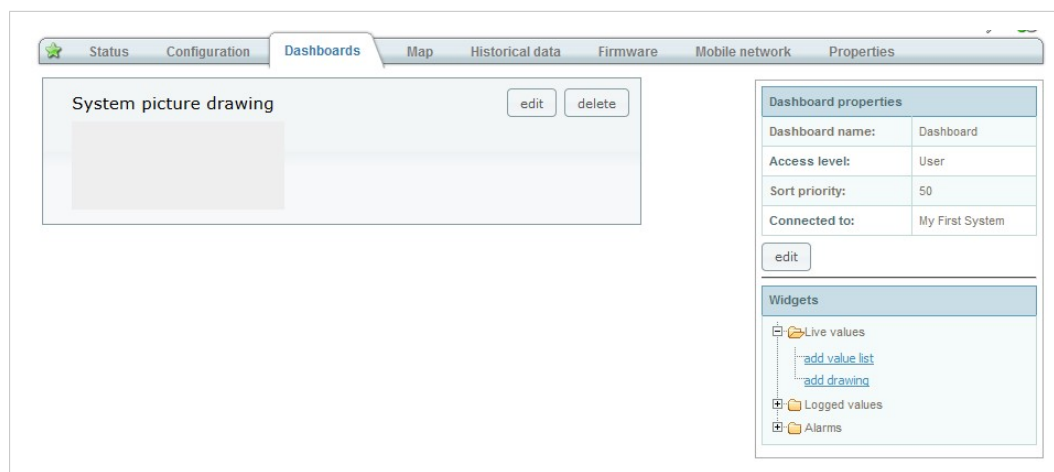 Status Configuration Dashboards Map Historical data Firmware Mobile network Properties
System picture drawing edit delete
Dashboard properties
Dashboard name: Dashboard
Access level: User
Sort priority: 50
Connected to: My First System
edit
Widgets
Live values
add value list
add drawing
Logged values
Alarms